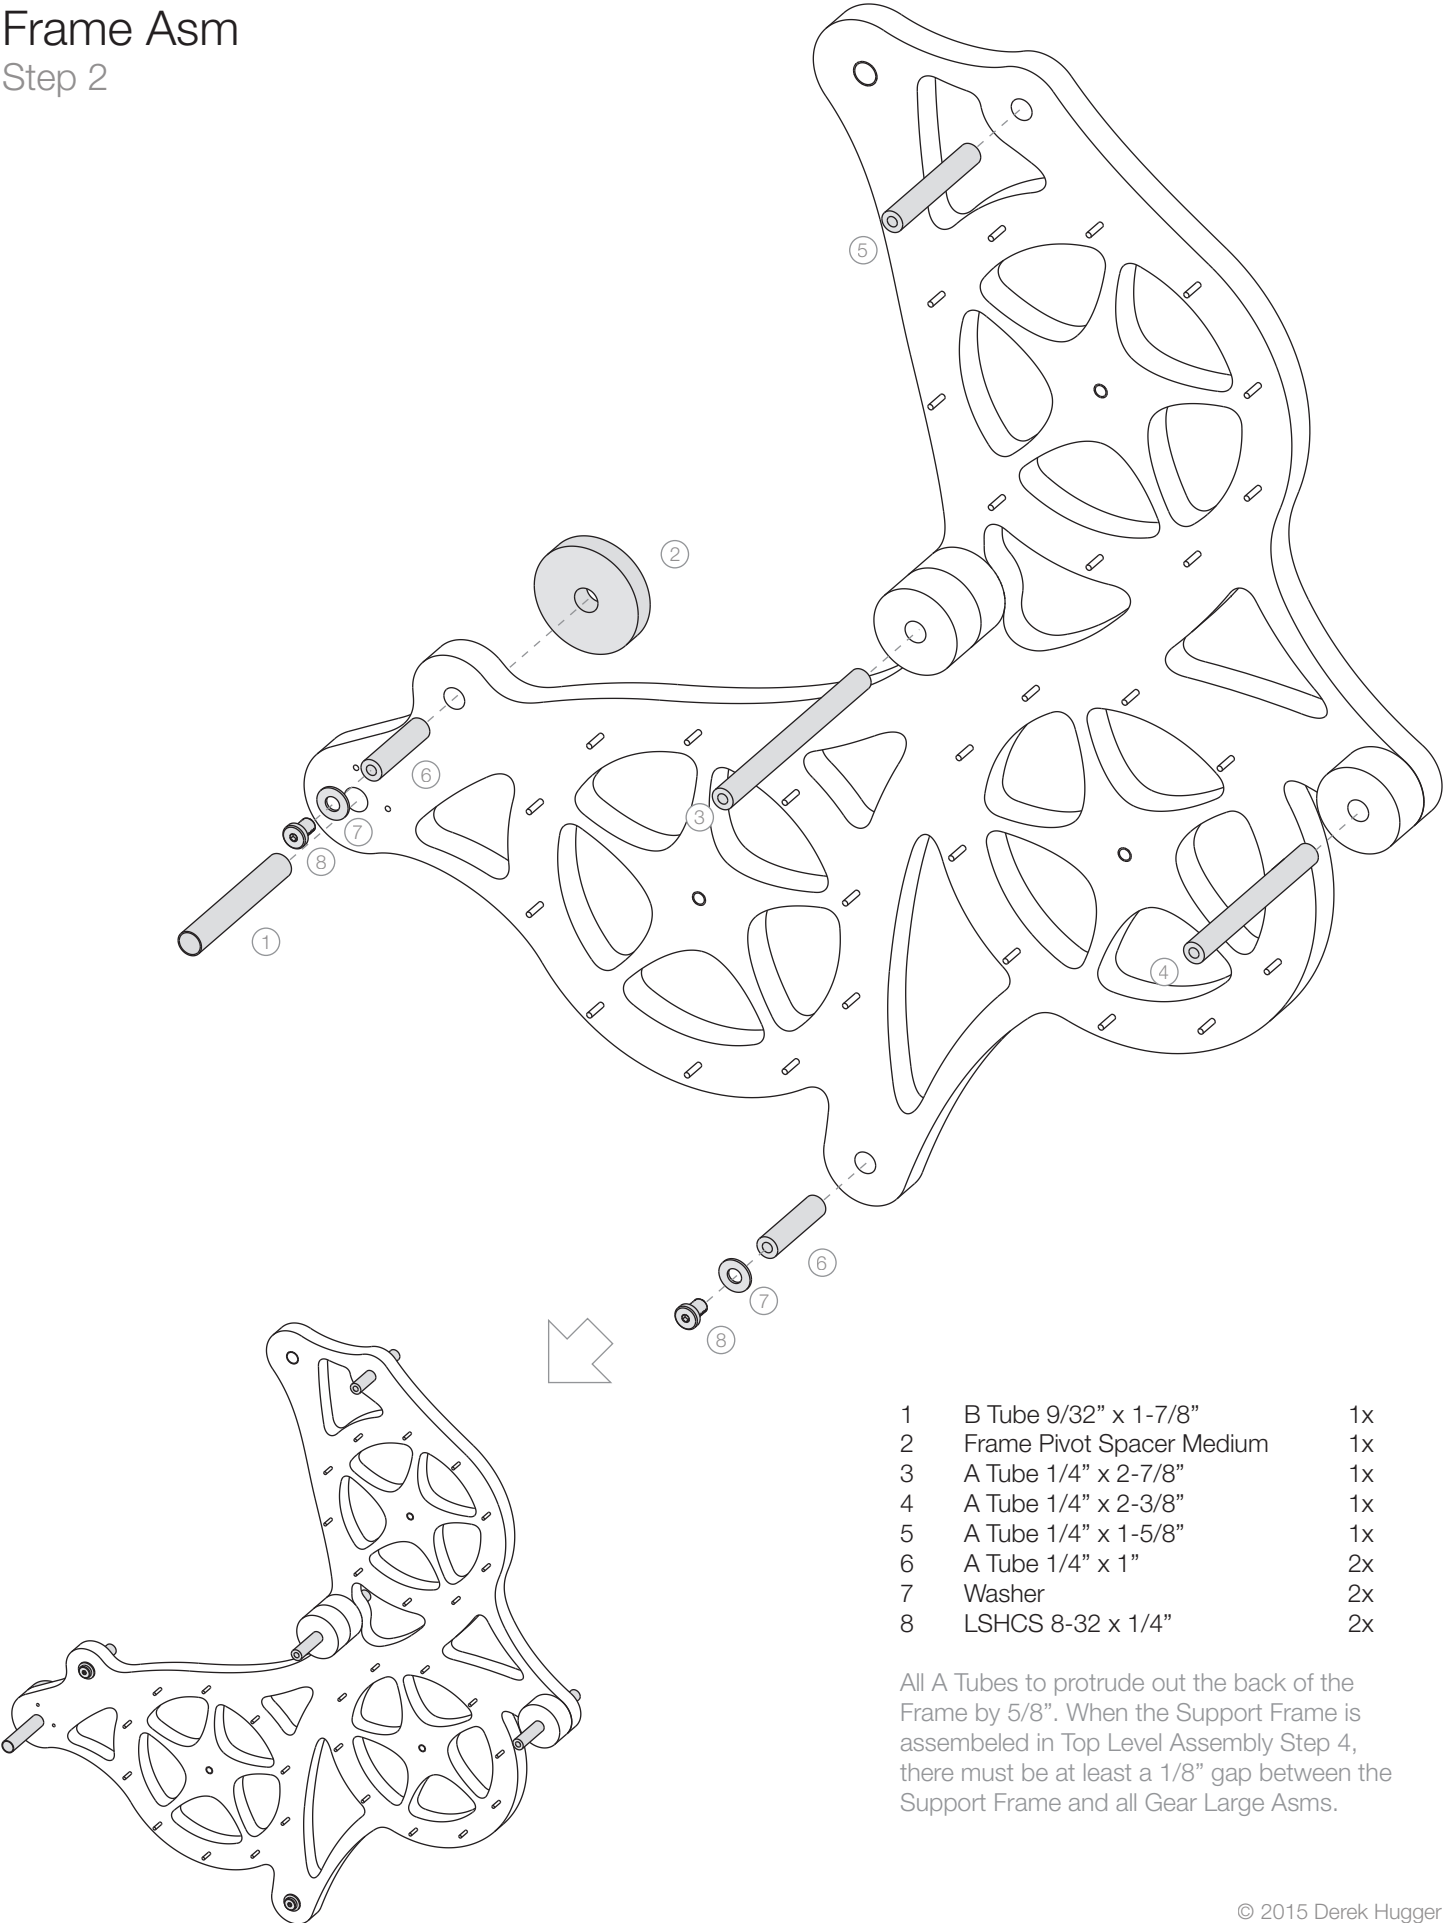 Frame Asm
Step 2
5
2
6
7
8
3
1
4
6
7
8
1 B Tube 9/32” x 1-7/8” 1x
2 Frame Pivot Spacer Medium 1x
3 A Tube 1/4” x 2-7/8” 1x
4 A Tube 1/4” x 2-3/8” 1x
5 A Tube 1/4” x 1-5/8” 1x
6 A Tube 1/4” x 1” 2x
7 Washer 2x
8 LSHCS 8-32 x 1/4” 2x
All A Tubes to protrude out the back of the
Frame by 5/8”. When the Support Frame is
assembeled in Top Level Assembly Step 4,
there must be at least a 1/8” gap between the
Support Frame and all Gear Large Asms.
© 2015 Derek Hugger